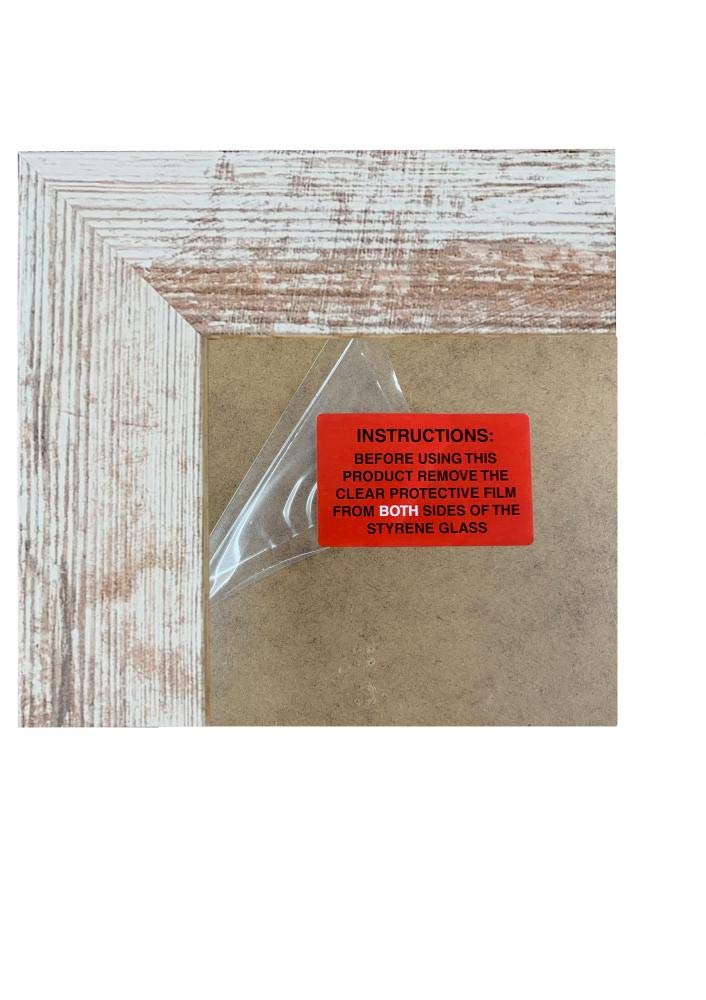 INSTRUCTIONS:
BEFORE USING THIS
PRODUCT REMOVE THE
CLEAR PROTECTIVE FILM
FROM BOTH SIDES OF THE
STYRENE GLASS